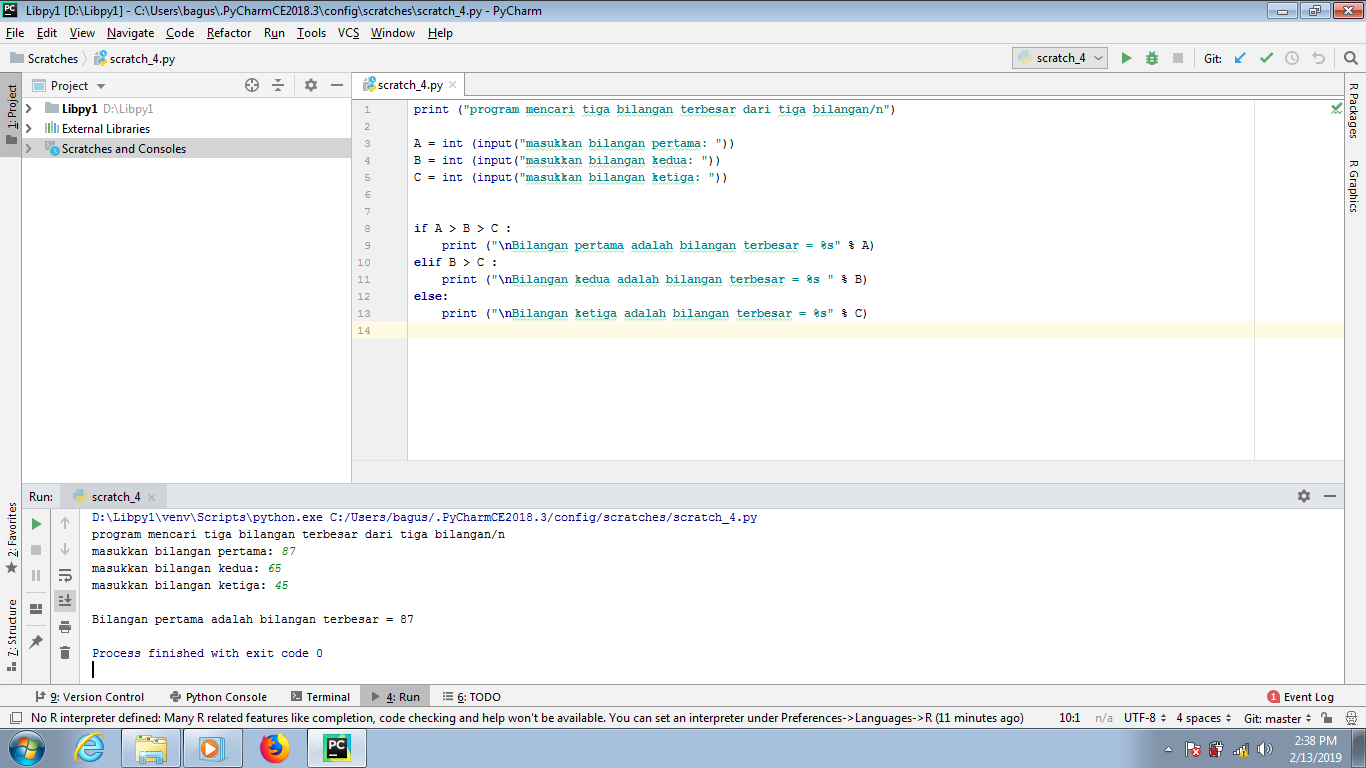 Libpy1 [D:\Libpy1] - C:\Users\bagus\.PyCharmCE2018.3\config\scratches\scratch_4.py - PyCharm
File Edit View Navigate Code Refactor Run Tools VCS Window Help
Scratches scratch_4.py scratch_4 Git:
1: Project
Project
scratch_4.py
Libpy1 D:\Libpy1
External Libraries
Scratches and Consoles
1 print ("program mencari tiga bilangan terbesar dari tiga bilangan/n")
2
3 A = int (input("masukkan bilangan pertama: "))
4 B = int (input("masukkan bilangan kedua: "))
5 C = int (input("masukkan bilangan ketiga: "))
6
7
8 if A > B > C :
9 print ("\nBilangan pertama adalah bilangan terbesar = %s" % A)
10 elif B > C :
11 print ("\nBilangan kedua adalah bilangan terbesar = %s " % B)
12 else:
13 print ("\nBilangan ketiga adalah bilangan terbesar = %s" % C)
14
R Packages
R Graphics
Run: scratch_4
D:\Libpy1\venv\Scripts\python.exe C:/Users/bagus/.PyCharmCE2018.3/config/scratches/scratch_4.py
program mencari tiga bilangan terbesar dari tiga bilangan/n
masukkan bilangan pertama: 87
masukkan bilangan kedua: 65
masukkan bilangan ketiga: 45
Bilangan pertama adalah bilangan terbesar = 87
Process finished with exit code 0
2: Favorites
7: Structure
9: Version Control Python Console Terminal 4: Run 6: TODO 1 Event Log
No R interpreter defined: Many R related features like completion, code checking and help won't be available. You can set an interpreter under Preferences->Languages->R (11 minutes ago) 10:1 n/a UTF-8 4 spaces Git: master
PC
2:38 PM
2/13/2019